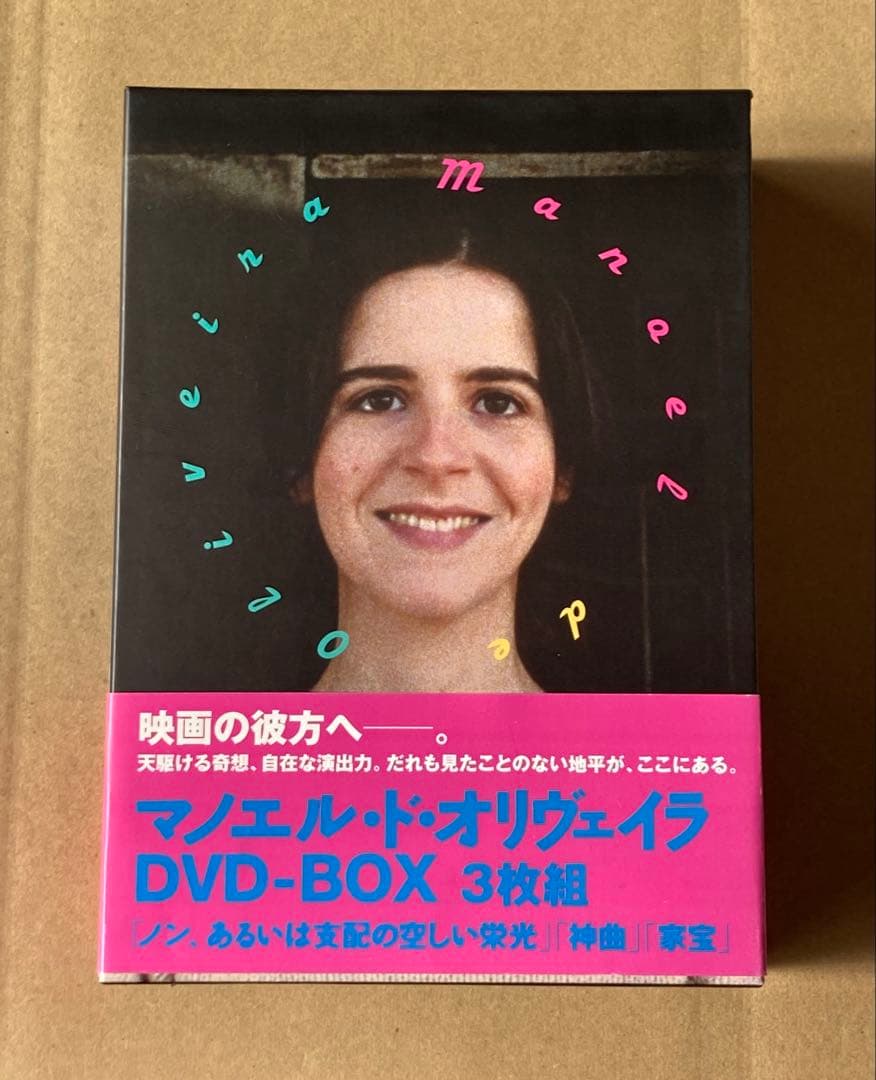 manoel de Oliveira
映画の彼方へ――。
天駆ける奇想、自在な演出力。だれも見たことのない地平が、ここにある。
マノエル・ド・オリヴェイラ
DVD-BOX 3枚組
「ノン、あるいは支配の空しい栄光」「神曲」「家宝」